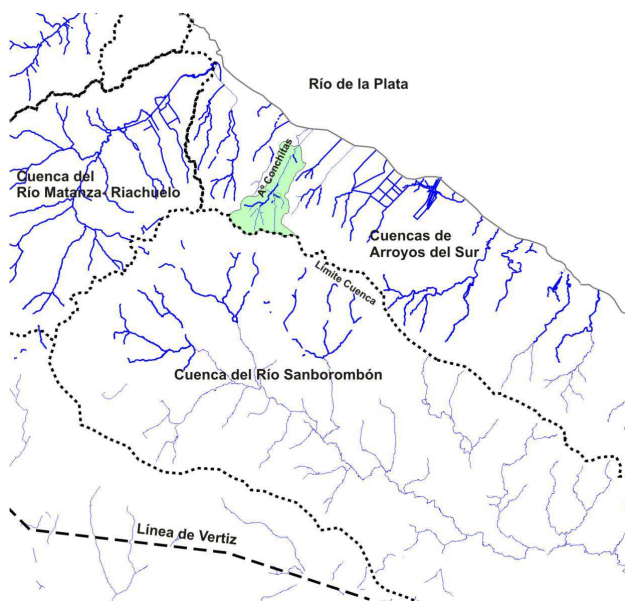 Río de la Plata
Aº Conchitas
Cuenca del
Río Matanza- Riachuelo
Cuencas de
Arroyos del Sur
Límite Cuenca
Cuenca del Río Sanborombón
Línea de Vertiz